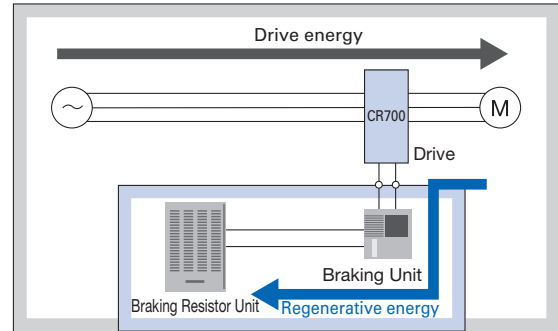 Drive energy
CR700
M
Drive
Braking Unit
Braking Resistor Unit
Regenerative energy